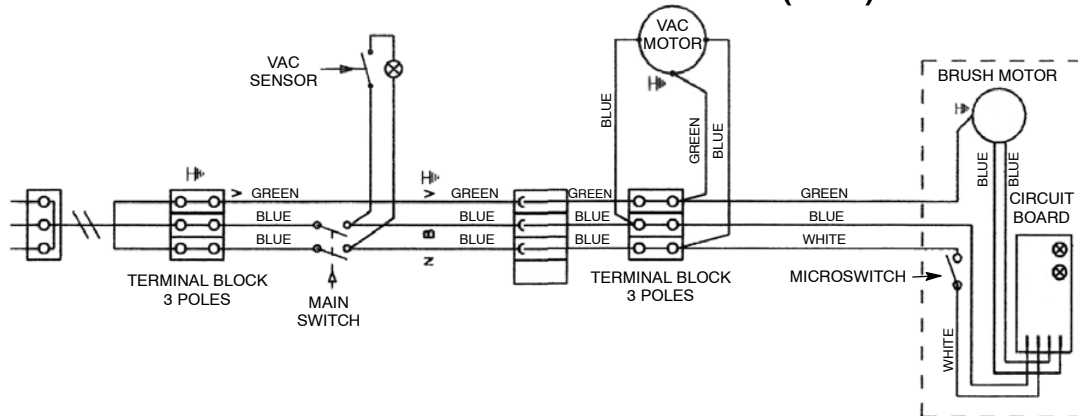 VAC
SENSOR
VAC
MOTOR
BRUSH MOTOR
BLUE
GREEN
BLUE
BLUE
BLUE
V
GREEN
V
GREEN
GREEN
GREEN
BLUE
B
BLUE
BLUE
BLUE
BLUE
N
BLUE
BLUE
WHITE
CIRCUIT
BOARD
TERMINAL BLOCK
3 POLES
MAIN
SWITCH
TERMINAL BLOCK
3 POLES
MICROSWITCH
WHITE